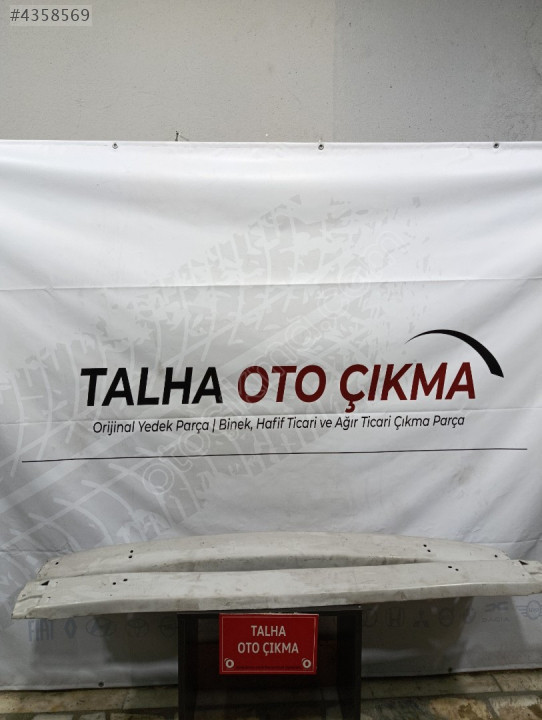 #4358569
TALHA OTO ÇIKMA
Orijinal Yedek Parça | Binek, Hafif Ticari ve Ağır Ticari Çıkma Parça
TALHA
OTO ÇIKMA